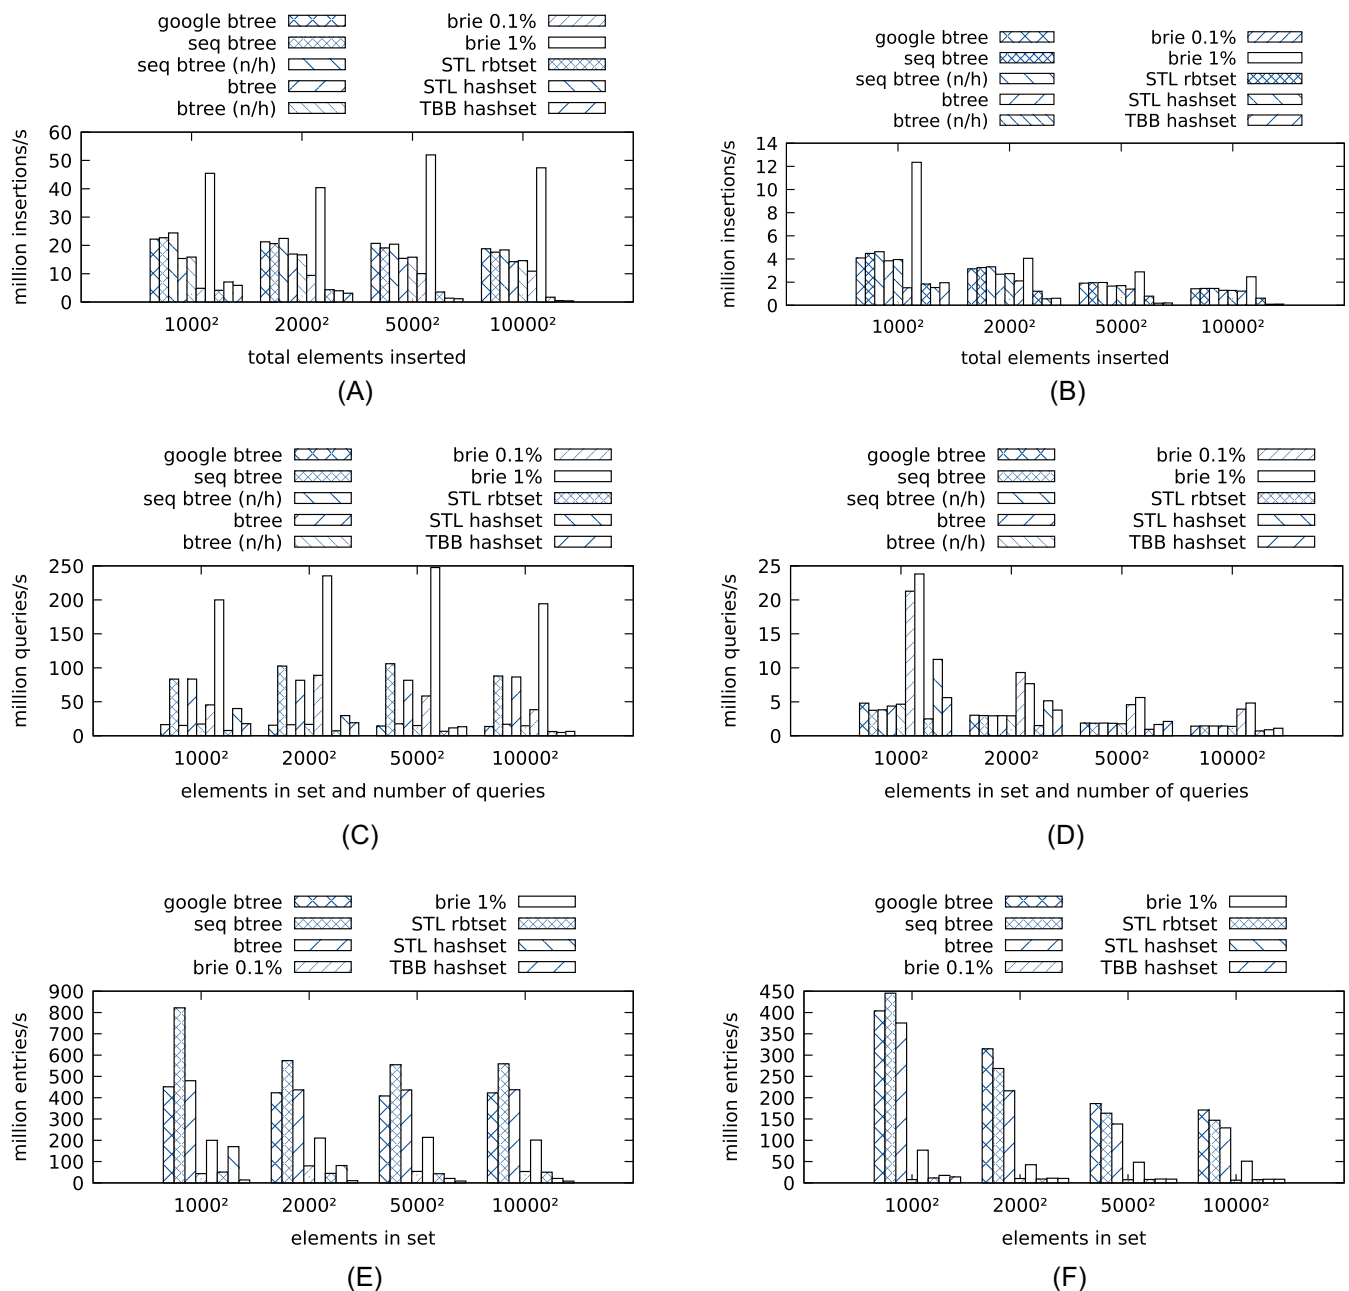 google btree
seq btree
seq btree (n/h)
btree
btree (n/h)
brie 0.1%
brie 1%
STL rbtset
STL hashset
TBB hashset
million insertions/s
60
50
40
30
20
10
0
1000² 2000² 5000² 10000²
total elements inserted
(A)
google btree
seq btree
seq btree (n/h)
btree
btree (n/h)
brie 0.1%
brie 1%
STL rbtset
STL hashset
TBB hashset
million insertions/s
14
12
10
8
6
4
2
0
1000² 2000² 5000² 10000²
total elements inserted
(B)
google btree
seq btree
seq btree (n/h)
btree
btree (n/h)
brie 0.1%
brie 1%
STL rbtset
STL hashset
TBB hashset
million queries/s
250
200
150
100
50
0
1000² 2000² 5000² 10000²
elements in set and number of queries
(C)
google btree
seq btree
seq btree (n/h)
btree
btree (n/h)
brie 0.1%
brie 1%
STL rbtset
STL hashset
TBB hashset
million queries/s
25
20
15
10
5
0
1000² 2000² 5000² 10000²
elements in set and number of queries
(D)
google btree
seq btree
btree
brie 0.1%
brie 1%
STL rbtset
STL hashset
TBB hashset
million entries/s
900
800
700
600
500
400
300
200
100
0
1000² 2000² 5000² 10000²
elements in set
(E)
google btree
seq btree
btree
brie 0.1%
brie 1%
STL rbtset
STL hashset
TBB hashset
million entries/s
450
400
350
300
250
200
150
100
50
0
1000² 2000² 5000² 10000²
elements in set
(F)